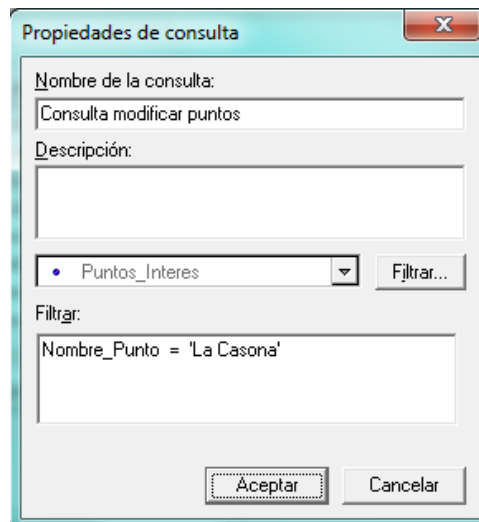 Propiedades de consulta
Nombre de la consulta:
Consulta modificar puntos
Descripción:
Puntos_Interes
Filtrar...
Filtrar:
Nombre_Punto = 'La Casona'
Aceptar
Cancelar